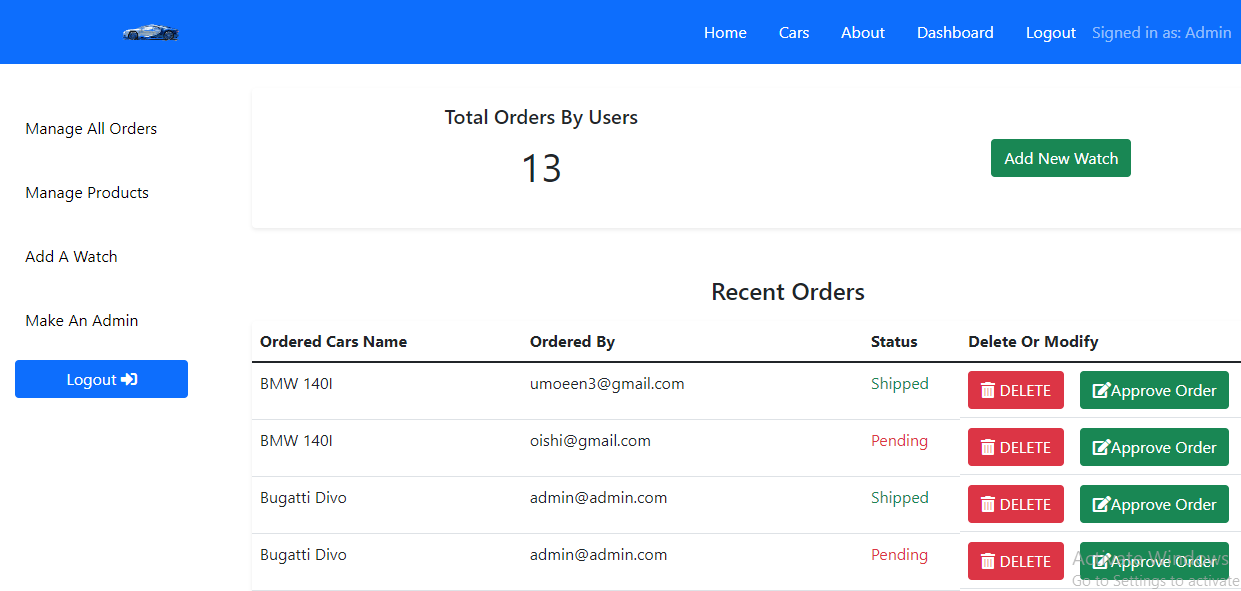 Home Cars About Dashboard Logout Signed in as: Admin
Manage All Orders
Manage Products
Add A Watch
Make An Admin
Logout
Total Orders By Users
13
Add New Watch
Recent Orders
Ordered Cars Name Ordered By Status Delete Or Modify
BMW 140I umoeen3@gmail.com Shipped DELETE Approve Order
BMW 140I oishi@gmail.com Pending DELETE Approve Order
Bugatti Divo admin@admin.com Shipped DELETE Approve Order
Bugatti Divo admin@admin.com Pending DELETE Approve Order
Activate Windows
Go to Settings to activate